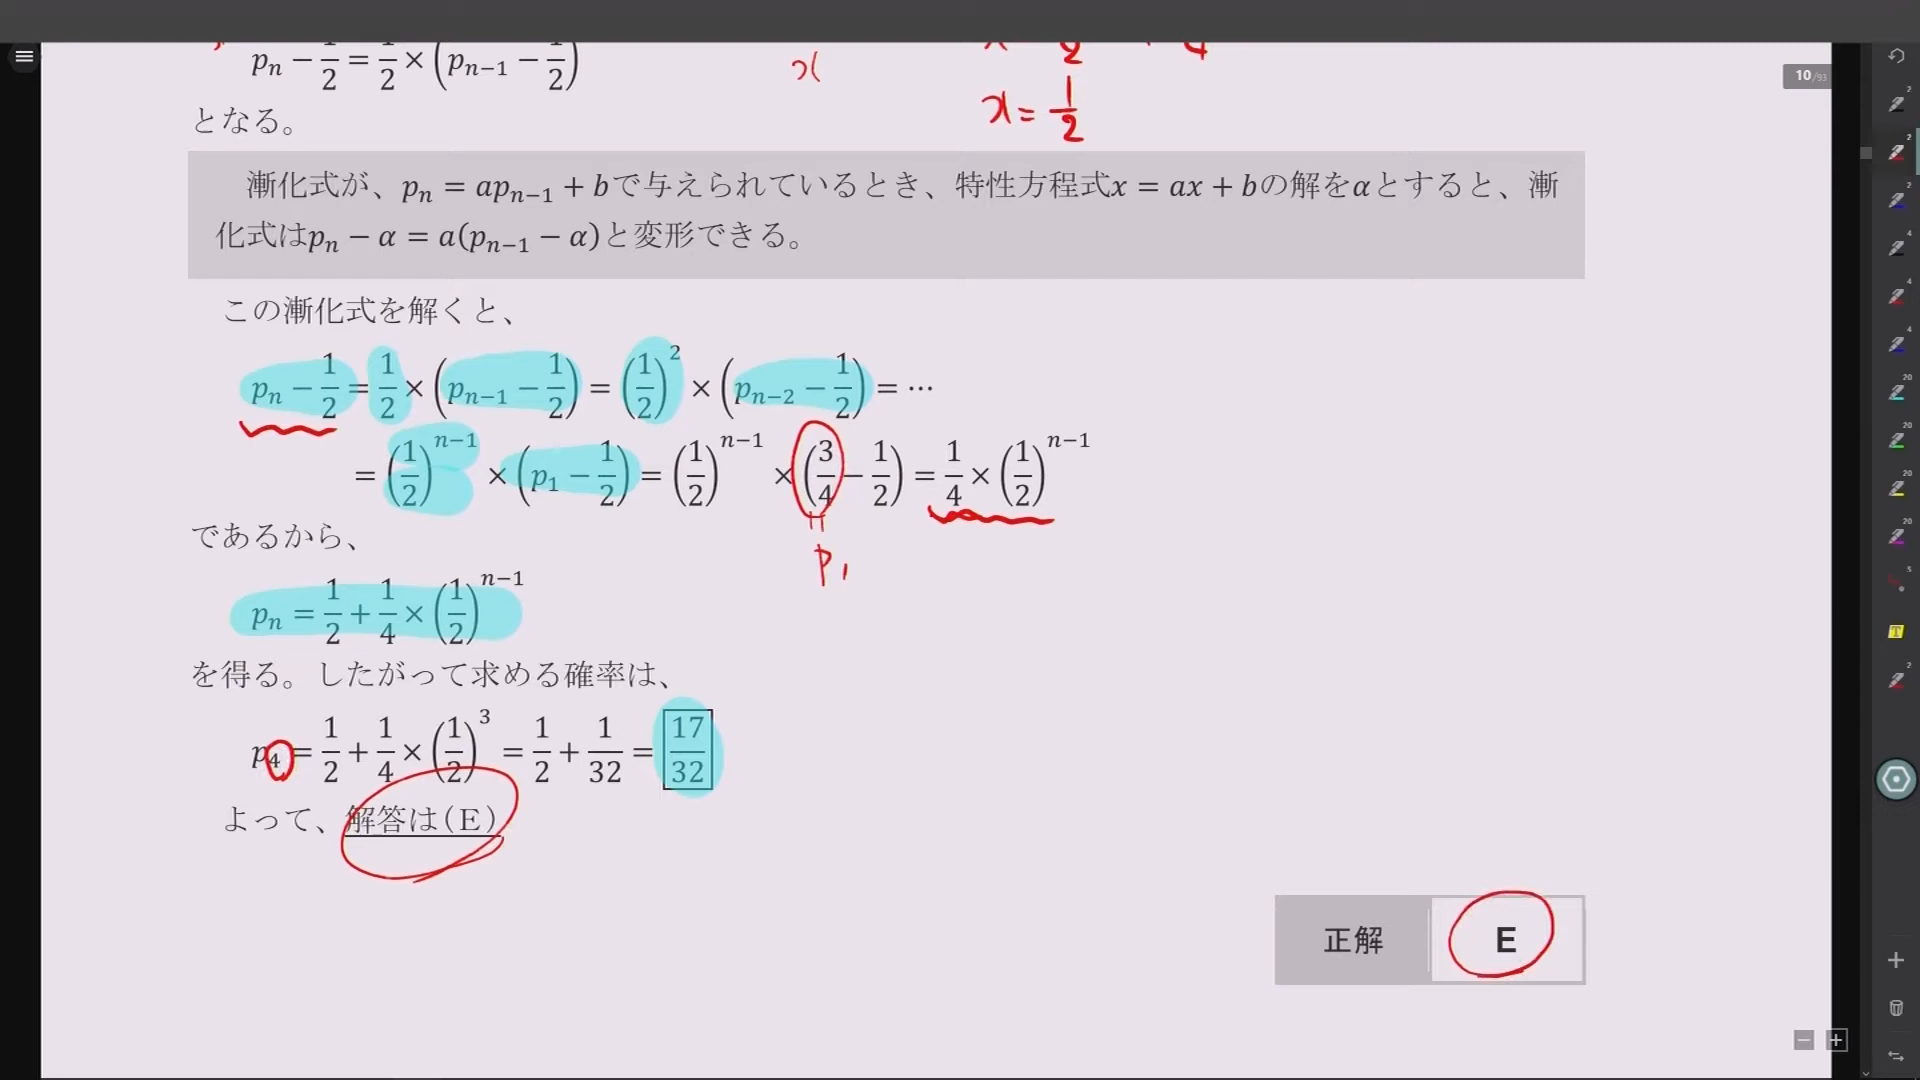 pₙ − 1/2 = 1/2 × (pₙ₋₁ − 1/2)
x
x = 1/2
10/93
となる。
漸化式が、pₙ = apₙ₋₁ + bで与えられているとき、特性方程式x = ax + bの解をαとすると、漸
化式はpₙ − α = a(pₙ₋₁ − α)と変形できる。
この漸化式を解くと、
pₙ − 1/2 = 1/2 × (pₙ₋₁ − 1/2) = (1/2)² × (pₙ₋₂ − 1/2) = ⋯
= (1/2)ⁿ⁻¹ × (p₁ − 1/2) = (1/2)ⁿ⁻¹ × (3/4 − 1/2) = 1/4 × (1/2)ⁿ⁻¹
p₁
であるから、
pₙ = 1/2 + 1/4 × (1/2)ⁿ⁻¹
を得る。したがって求める確率は、
p₄ = 1/2 + 1/4 × (1/2)³ = 1/2 + 1/32 = 17/32
よって、解答は(E)
正解 E